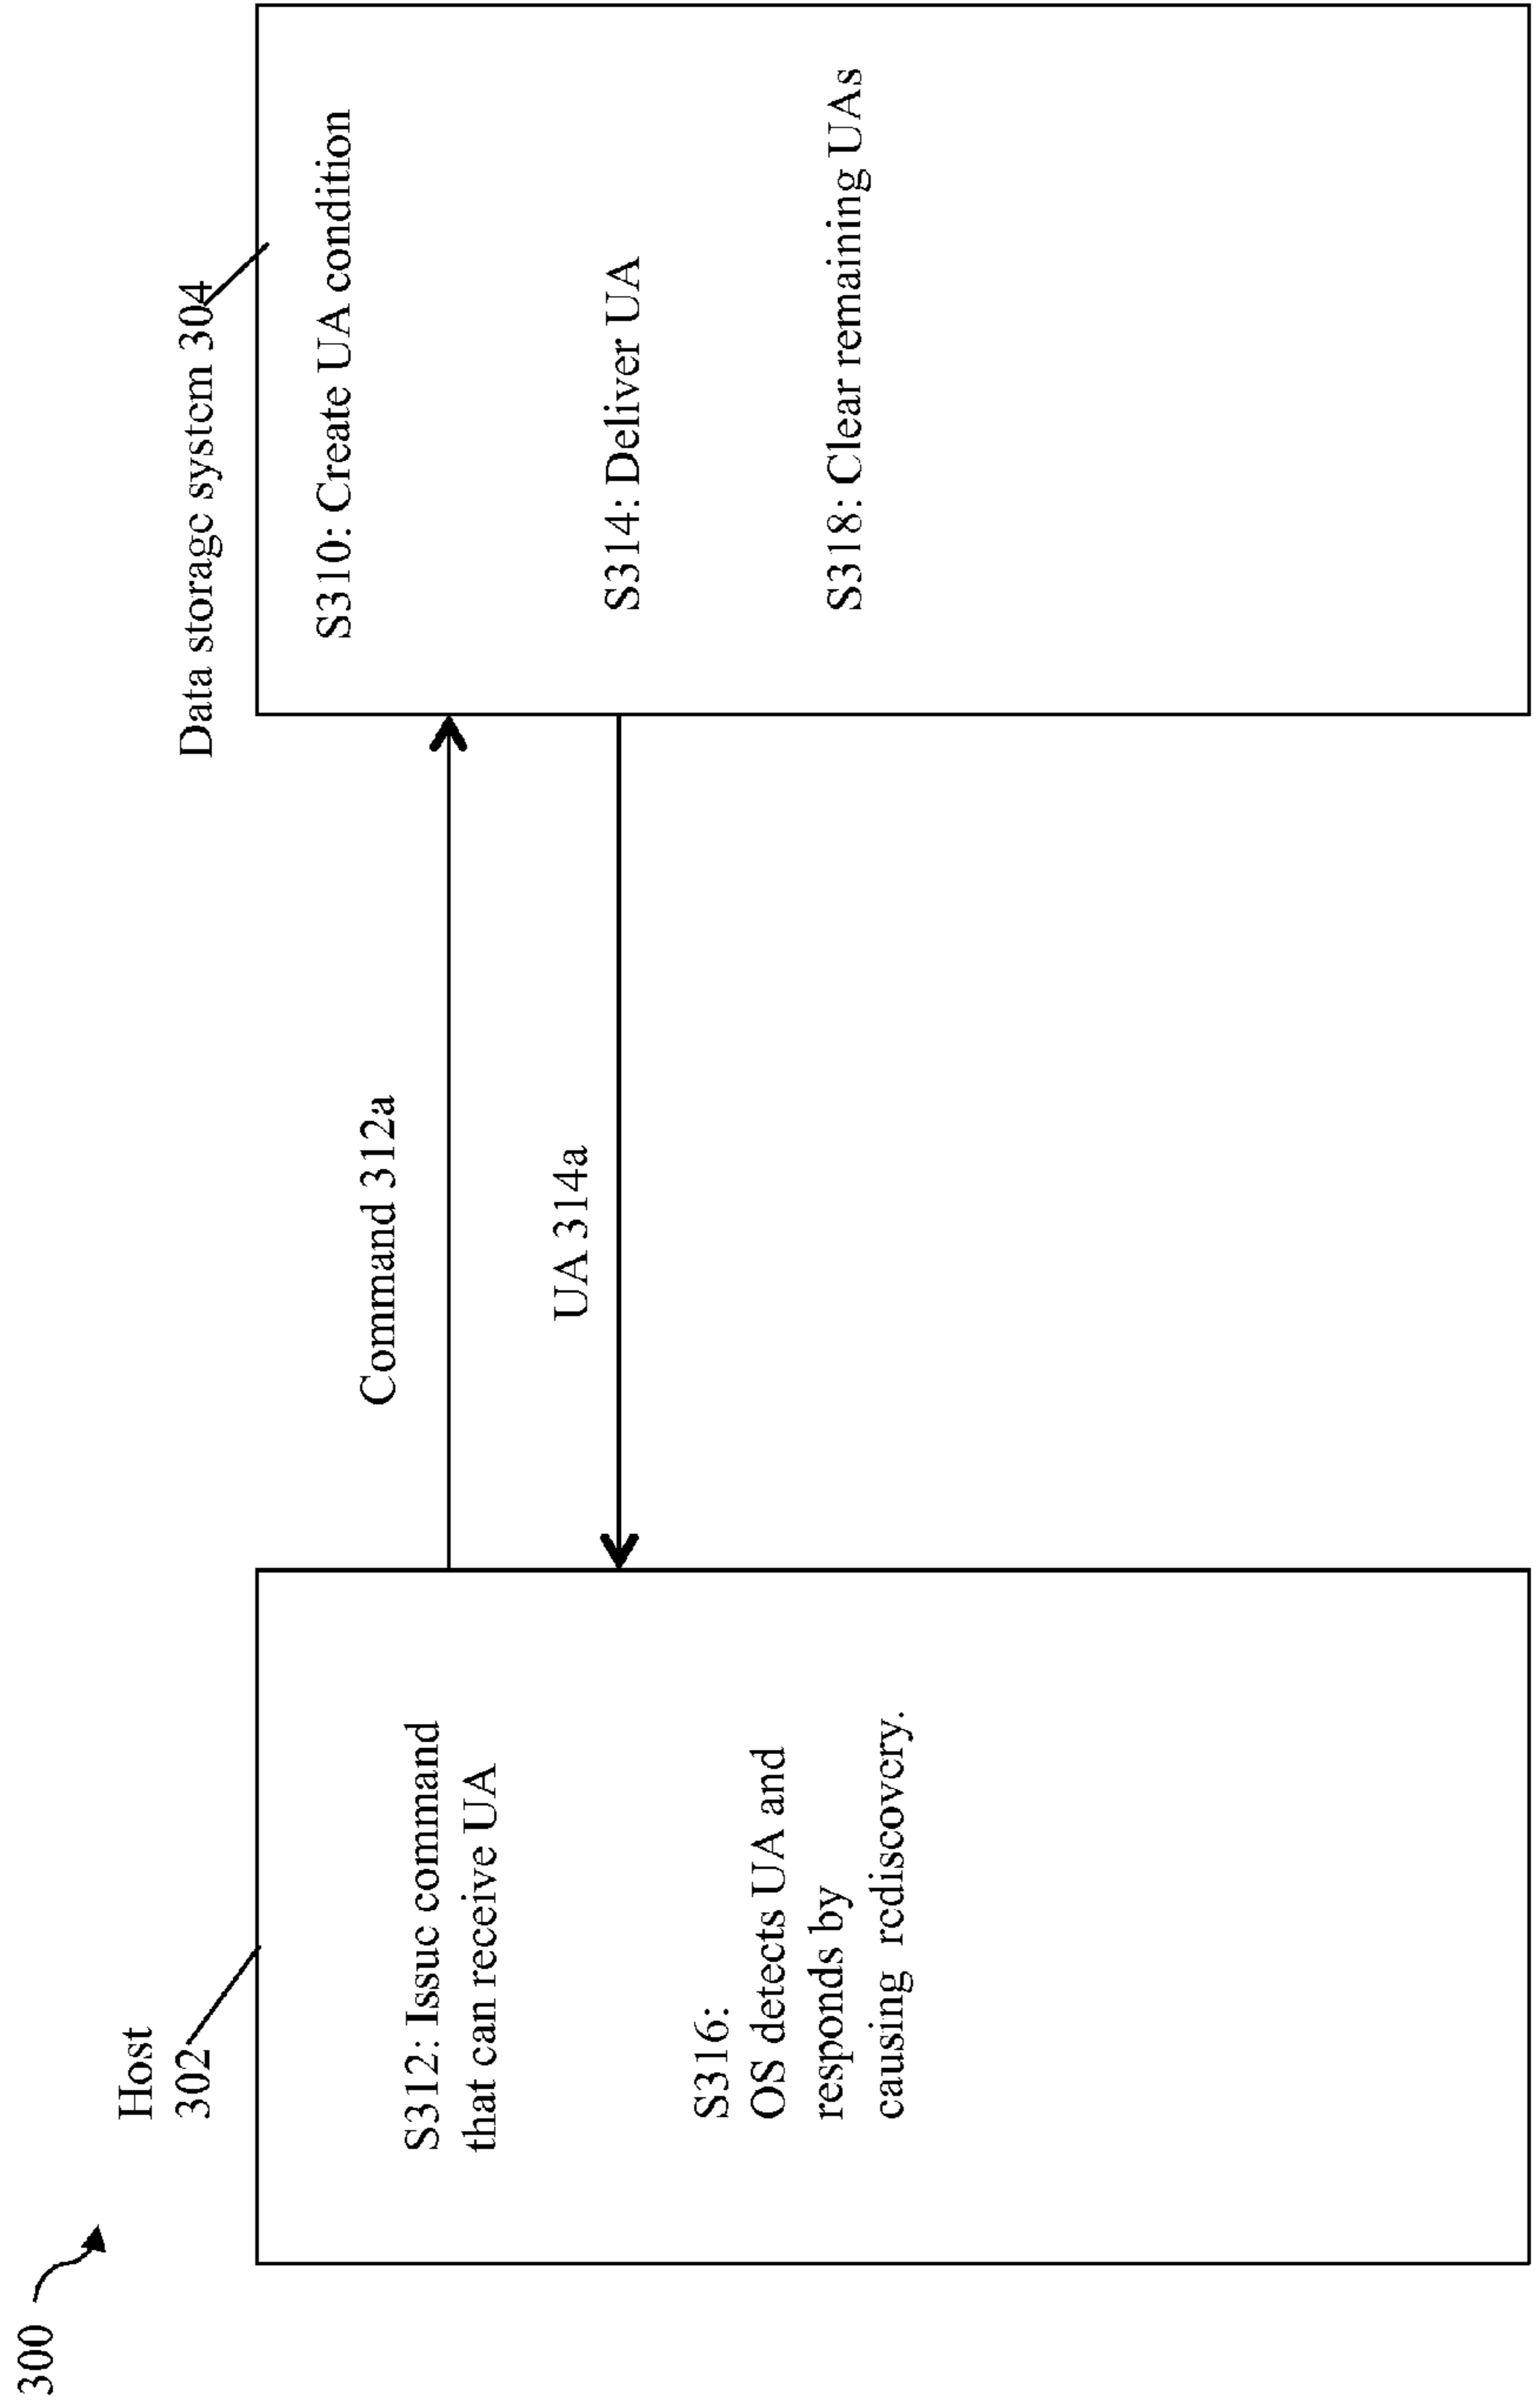 300
Host
302
Data storage system 304
S310: Create UA condition
Command 312a
S312: Issue command
that can receive UA
UA 314a
S314: Deliver UA
S316:
OS detects UA and
responds by
causing rediscovery.
S318: Clear remaining UAs